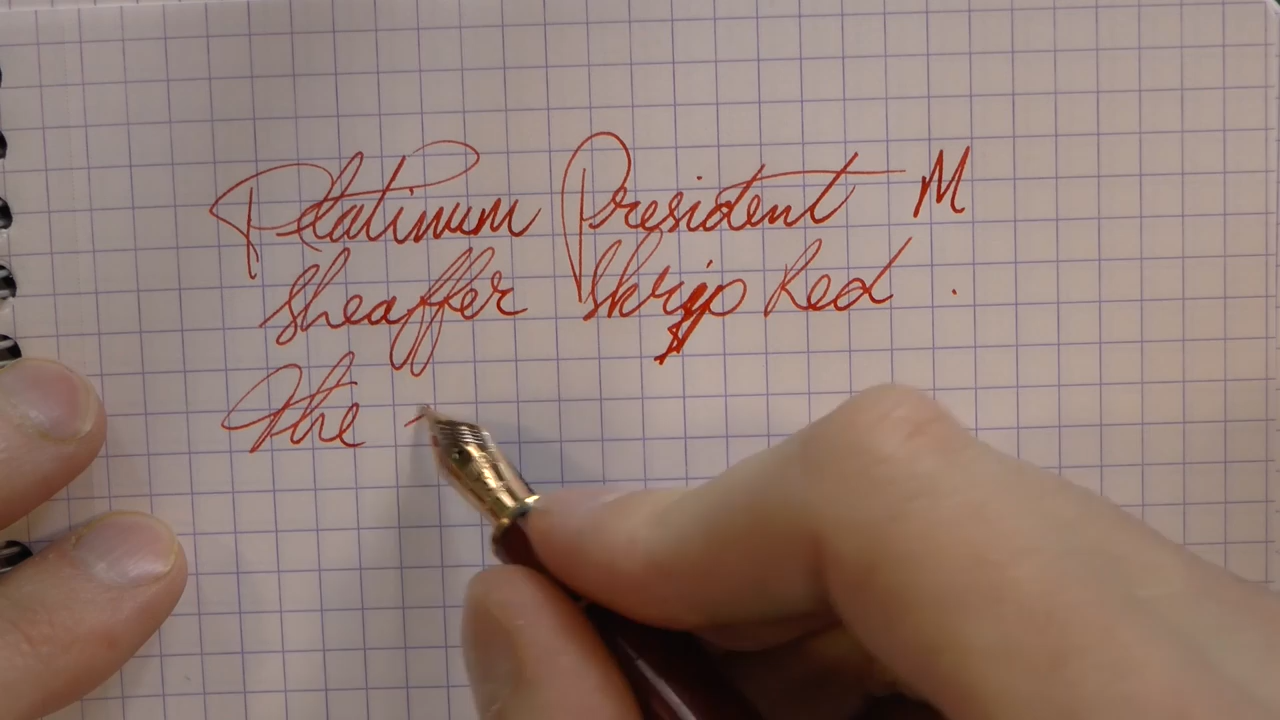 Platinum President M
Sheaffer Skrip Red .
The